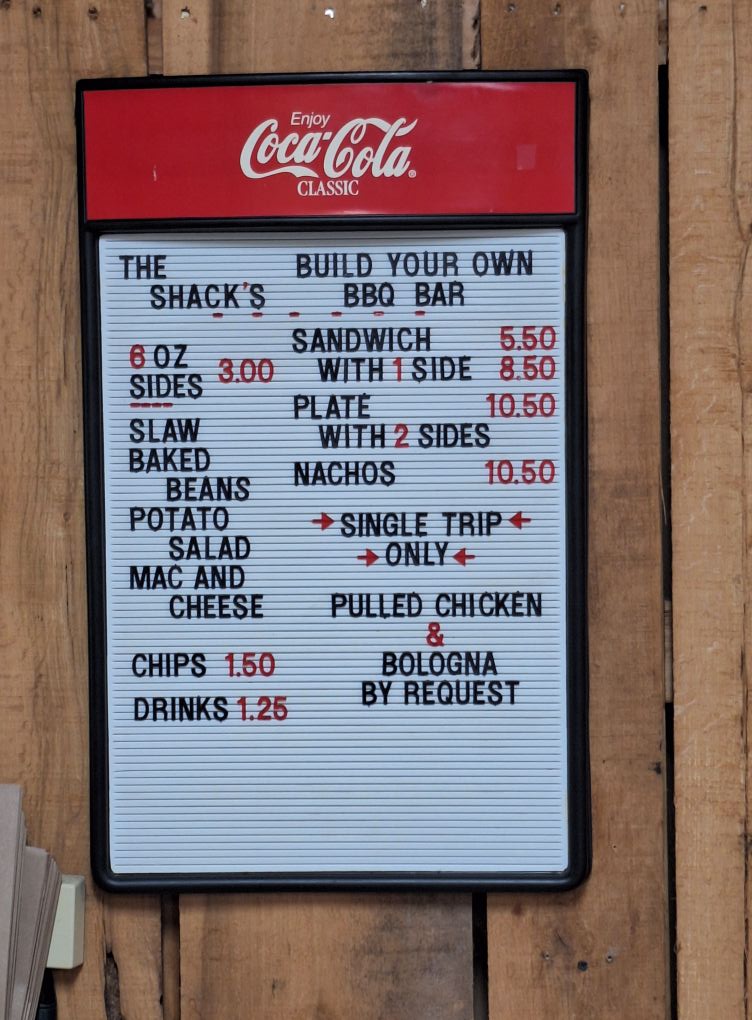 Enjoy
Coca-Cola®
CLASSIC
THE SHACK'S BUILD YOUR OWN BBQ BAR
6 OZ SIDES 3.00
SLAW
BAKED
BEANS
POTATO
SALAD
MAC AND
CHEESE
CHIPS 1.50
DRINKS 1.25
SANDWICH 5.50
WITH 1 SIDE 8.50
PLATE 10.50
WITH 2 SIDES
NACHOS 10.50
→SINGLE TRIP←
→ONLY←
PULLED CHICKEN
&
BOLOGNA
BY REQUEST